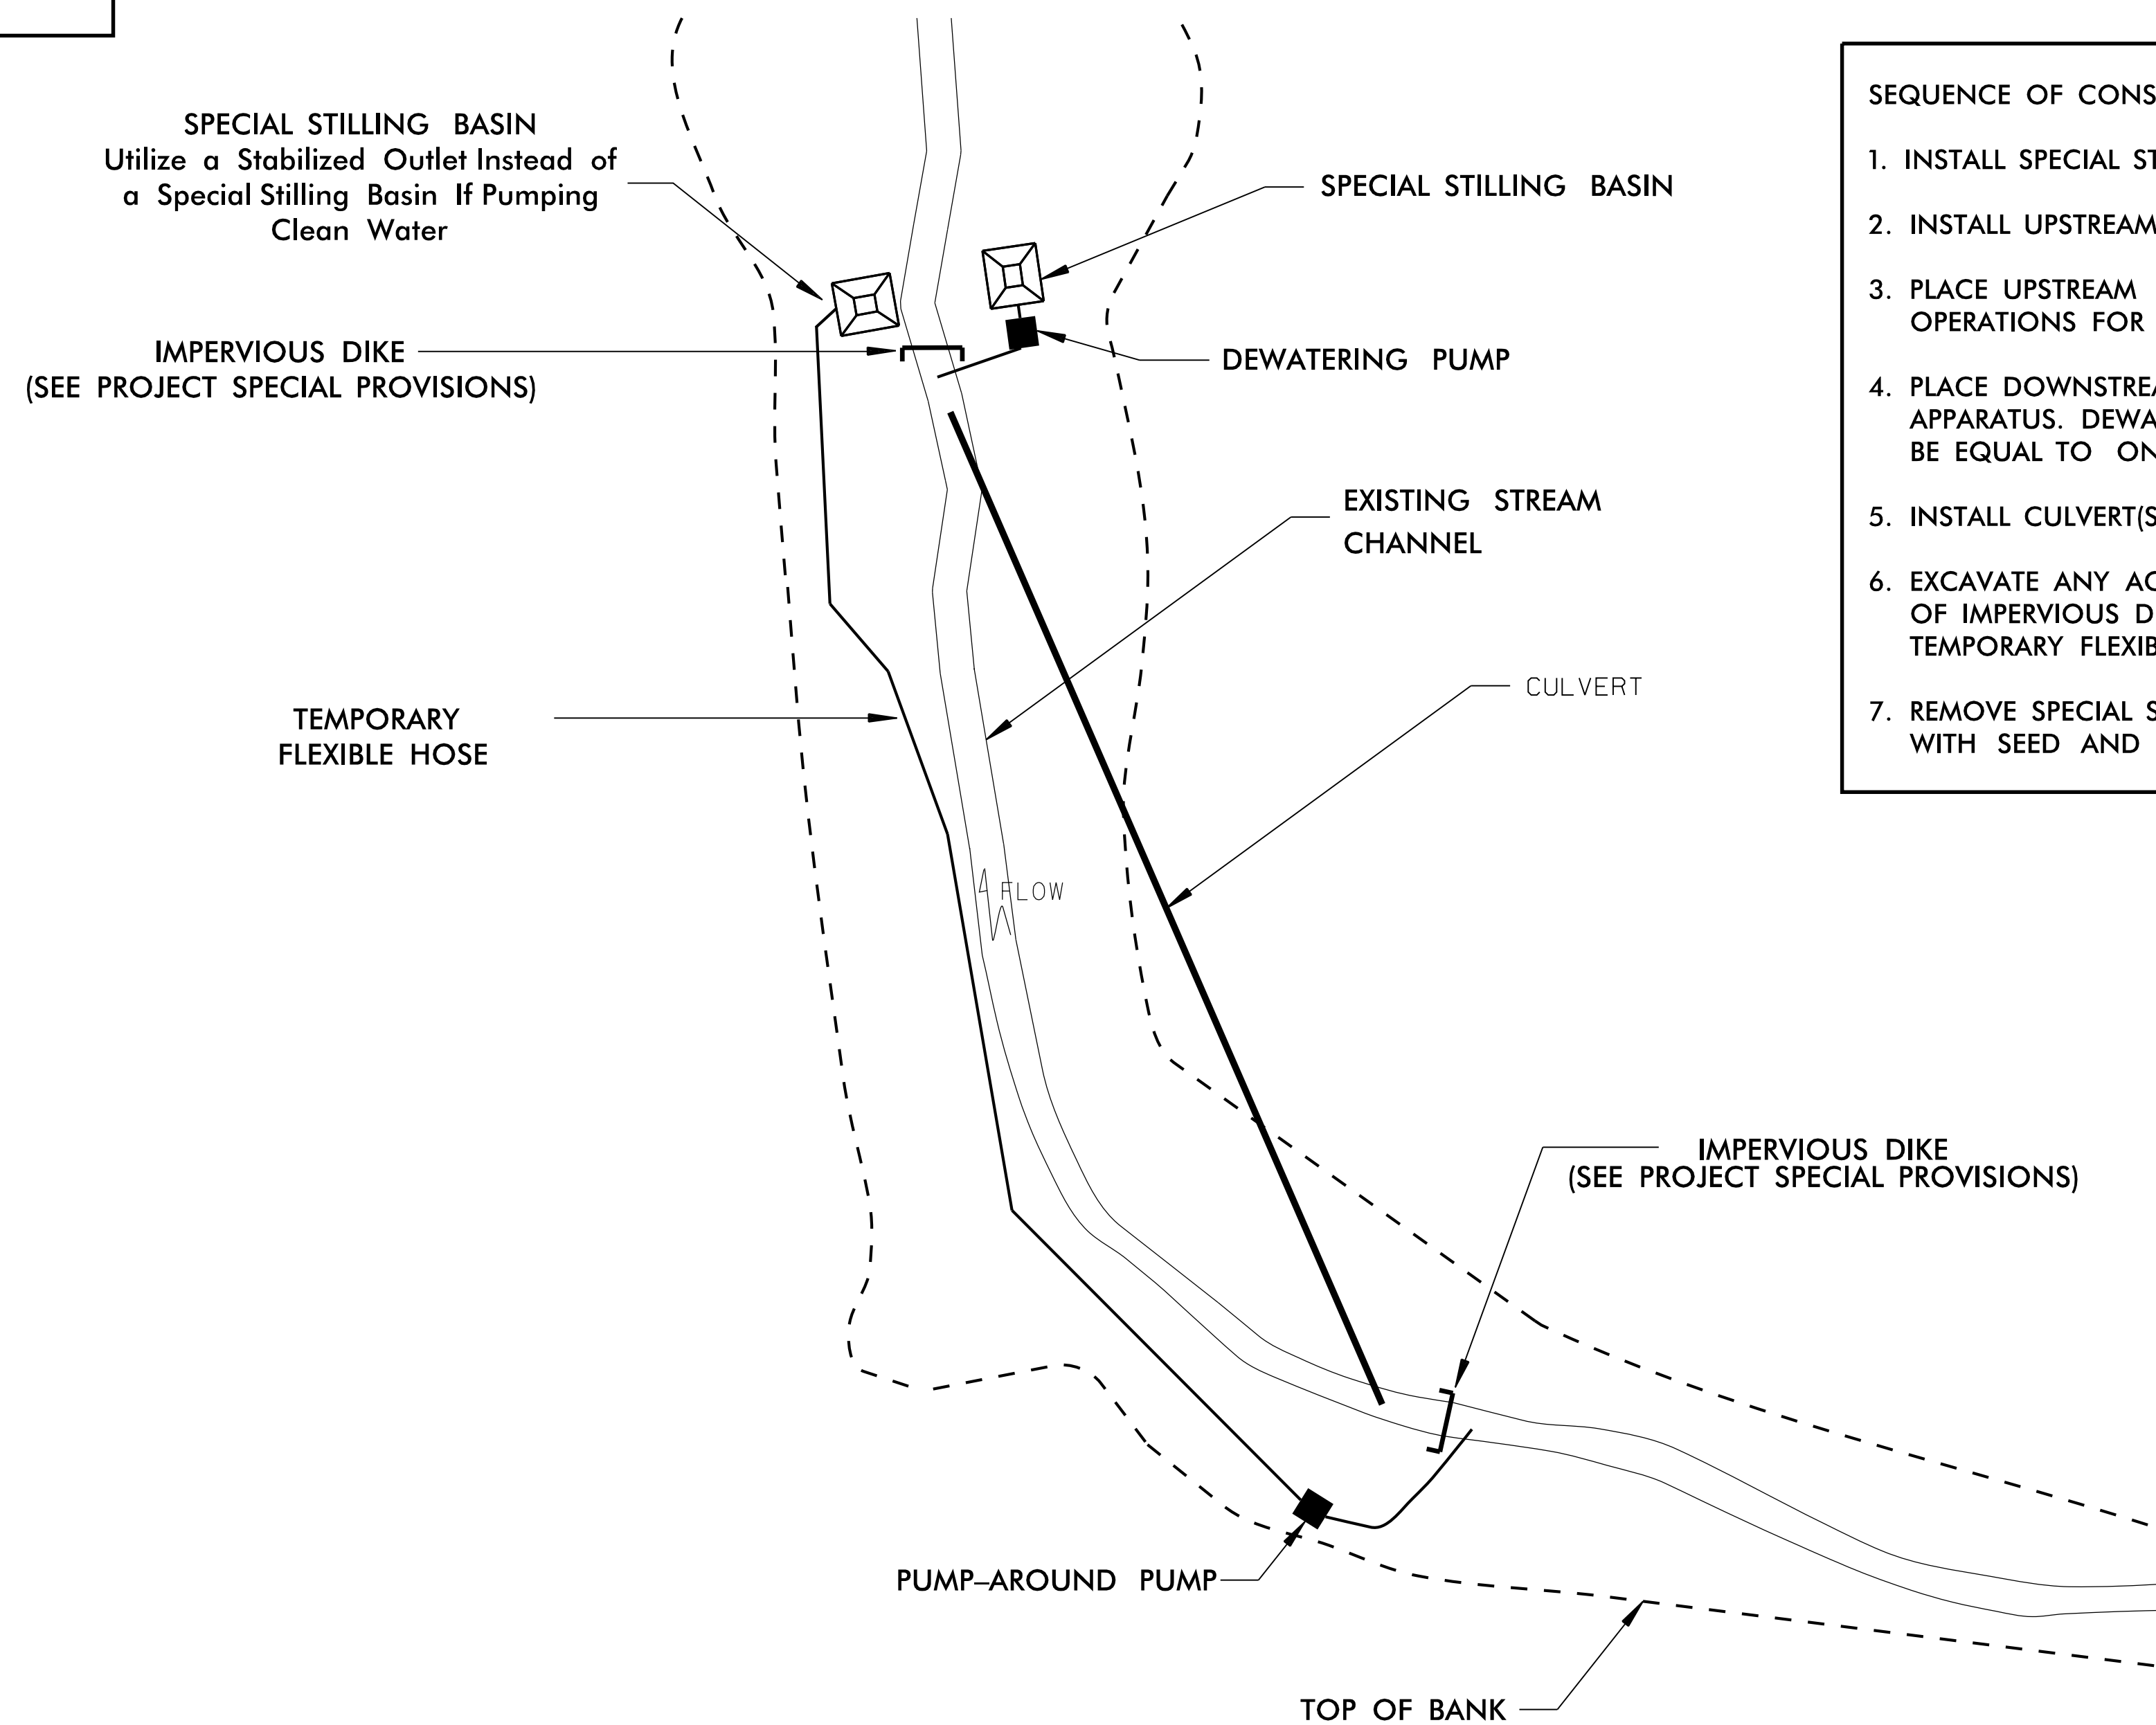 SPECIAL STILLING BASIN
Utilize a Stabilized Outlet Instead of
a Special Stilling Basin If Pumping
Clean Water
IMPERVIOUS DIKE
(SEE PROJECT SPECIAL PROVISIONS)
TEMPORARY
FLEXIBLE HOSE
SPECIAL STILLING BASIN
DEWATERING PUMP
EXISTING STREAM
CHANNEL
CULVERT
FLOW
IMPERVIOUS DIKE
(SEE PROJECT SPECIAL PROVISIONS)
PUMP-AROUND PUMP
TOP OF BANK
SEQUENCE OF CONS
1. INSTALL SPECIAL ST
2. INSTALL UPSTREAM
3. PLACE UPSTREAM
OPERATIONS FOR
4. PLACE DOWNSTREA
APPARATUS. DEWA
BE EQUAL TO ON
5. INSTALL CULVERT(S
6. EXCAVATE ANY AC
OF IMPERVIOUS D
TEMPORARY FLEXIB
7. REMOVE SPECIAL S
WITH SEED AND